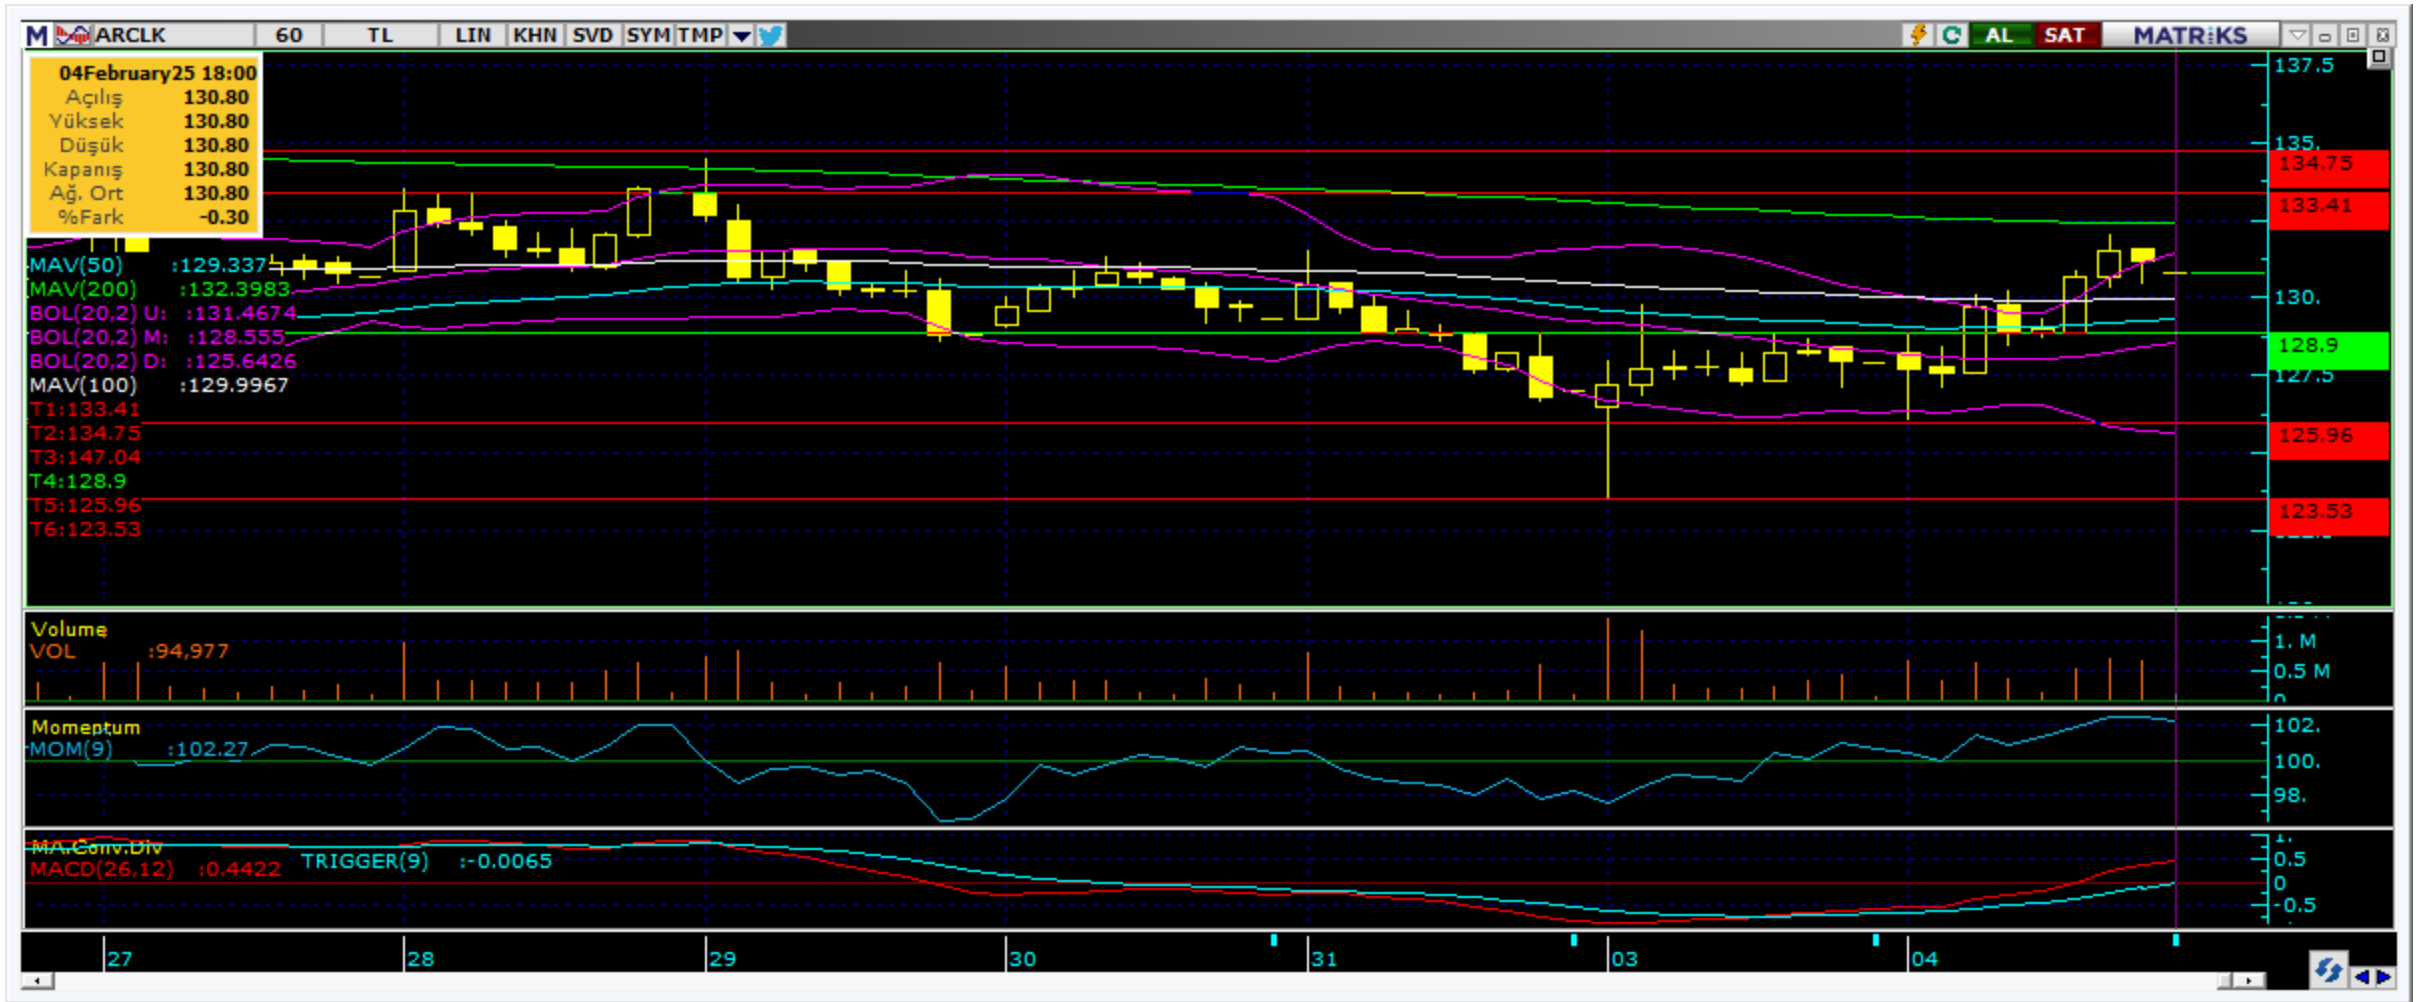 M ARCLK 60 TL LIN KHN SVD SYM TMP AL SAT MATRiKS
04February25 18:00
Açılış 130.80
Yüksek 130.80
Düşük 130.80
Kapanış 130.80
Ağ. Ort 130.80
%Fark -0.30
MAV(50) :129.337
MAV(200) :132.3983
BOL(20,2) U: :131.4674
BOL(20,2) M: :128.555
BOL(20,2) D: :125.6426
MAV(100) :129.9967
T1:133.41
T2:134.75
T3:147.04
T4:128.9
T5:125.96
T6:123.53
137.5
135.
134.75
133.41
130.
128.9
127.5
125.96
123.53
Volume
VOL :94,977
1. M
0.5 M
0
Momentum
MOM(9) :102.27
102.
100.
98.
MA.Conv.Div
MACD(26,12) :0.4422 TRIGGER(9) :-0.0065
1.
0.5
0
-0.5
27 28 29 30 31 03 04